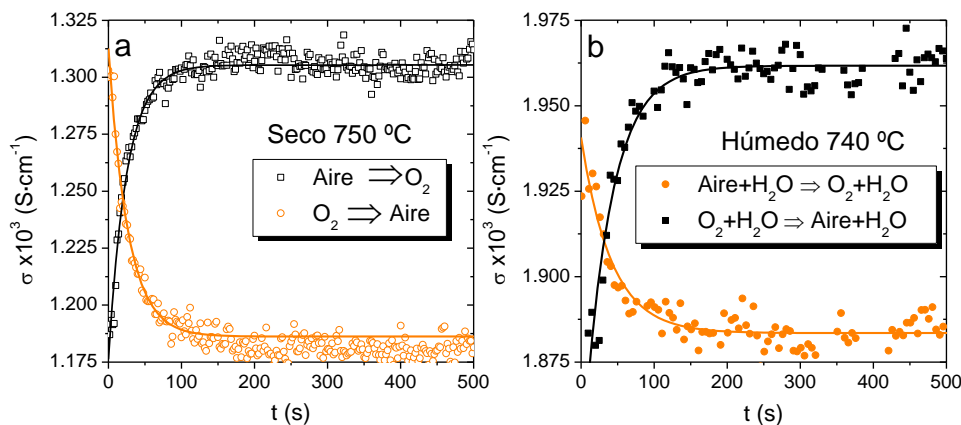 a
1.325
1.300
1.275
1.250
1.225
1.200
1.175
σ x10³ (S·cm⁻¹)
Seco 750 ºC
Aire ⇒ O₂
O₂ ⇒ Aire
0 100 200 300 400 500
t (s)
b
1.975
1.950
1.925
1.900
1.875
σ x10³ (S·cm⁻¹)
Húmedo 740 ºC
Aire+H₂O ⇒ O₂+H₂O
O₂+H₂O ⇒ Aire+H₂O
0 100 200 300 400 500
t (s)